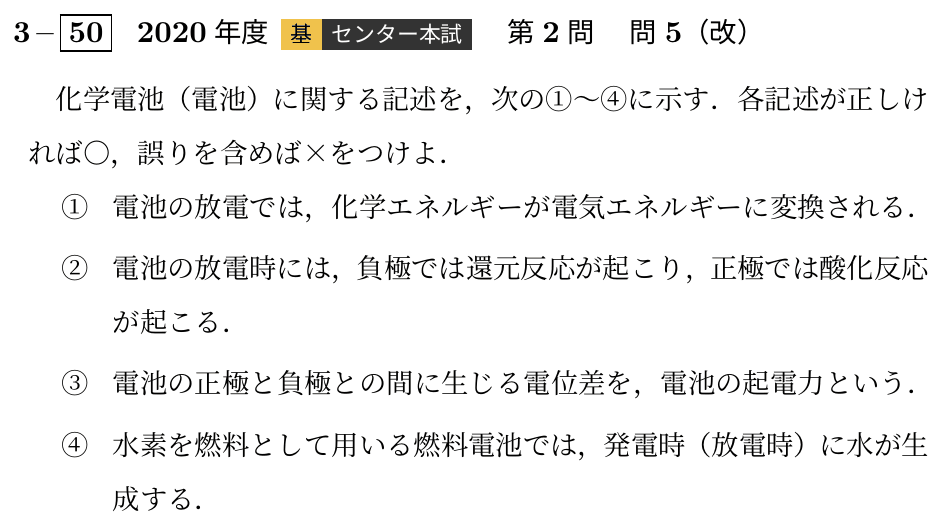 3－50 2020 年度 基 センター本試 第 2 問 問 5（改）
化学電池（電池）に関する記述を，次の①～④に示す．各記述が正しけ
れば○，誤りを含めば×をつけよ．
① 電池の放電では，化学エネルギーが電気エネルギーに変換される．
② 電池の放電時には，負極では還元反応が起こり，正極では酸化反応
が起こる．
③ 電池の正極と負極との間に生じる電位差を，電池の起電力という．
④ 水素を燃料として用いる燃料電池では，発電時（放電時）に水が生
成する．